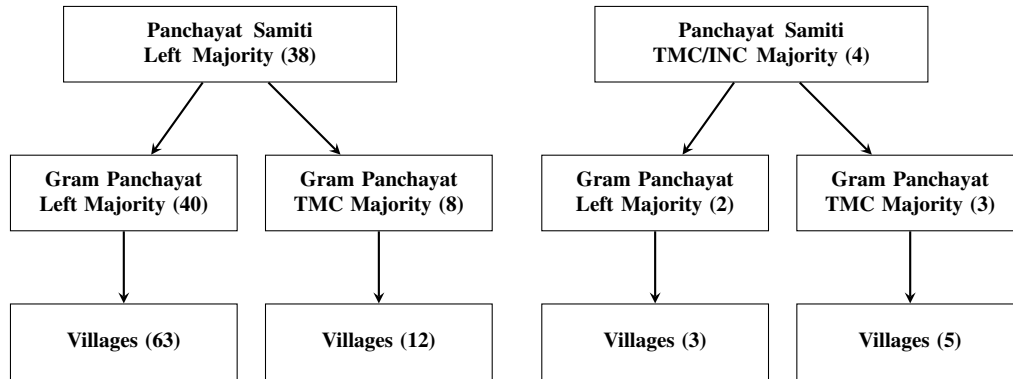 Panchayat Samiti
Left Majority (38)
Panchayat Samiti
TMC/INC Majority (4)
Gram Panchayat
Left Majority (40)
Gram Panchayat
TMC Majority (8)
Gram Panchayat
Left Majority (2)
Gram Panchayat
TMC Majority (3)
Villages (63)
Villages (12)
Villages (3)
Villages (5)